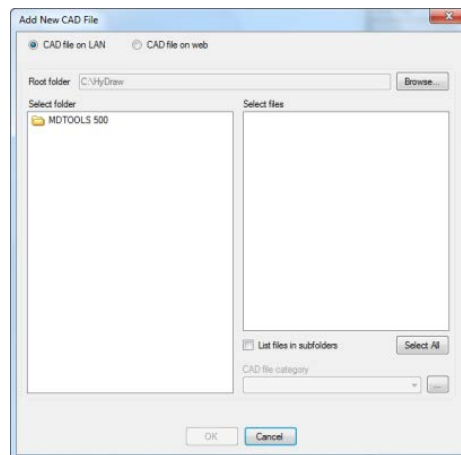 Add New CAD File
CAD file on LAN CAD file on web
Root folder C:\HyDraw Browse...
Select folder Select files
MDTOOLS 500
List files in subfolders Select All
CAD file category
...
OK Cancel